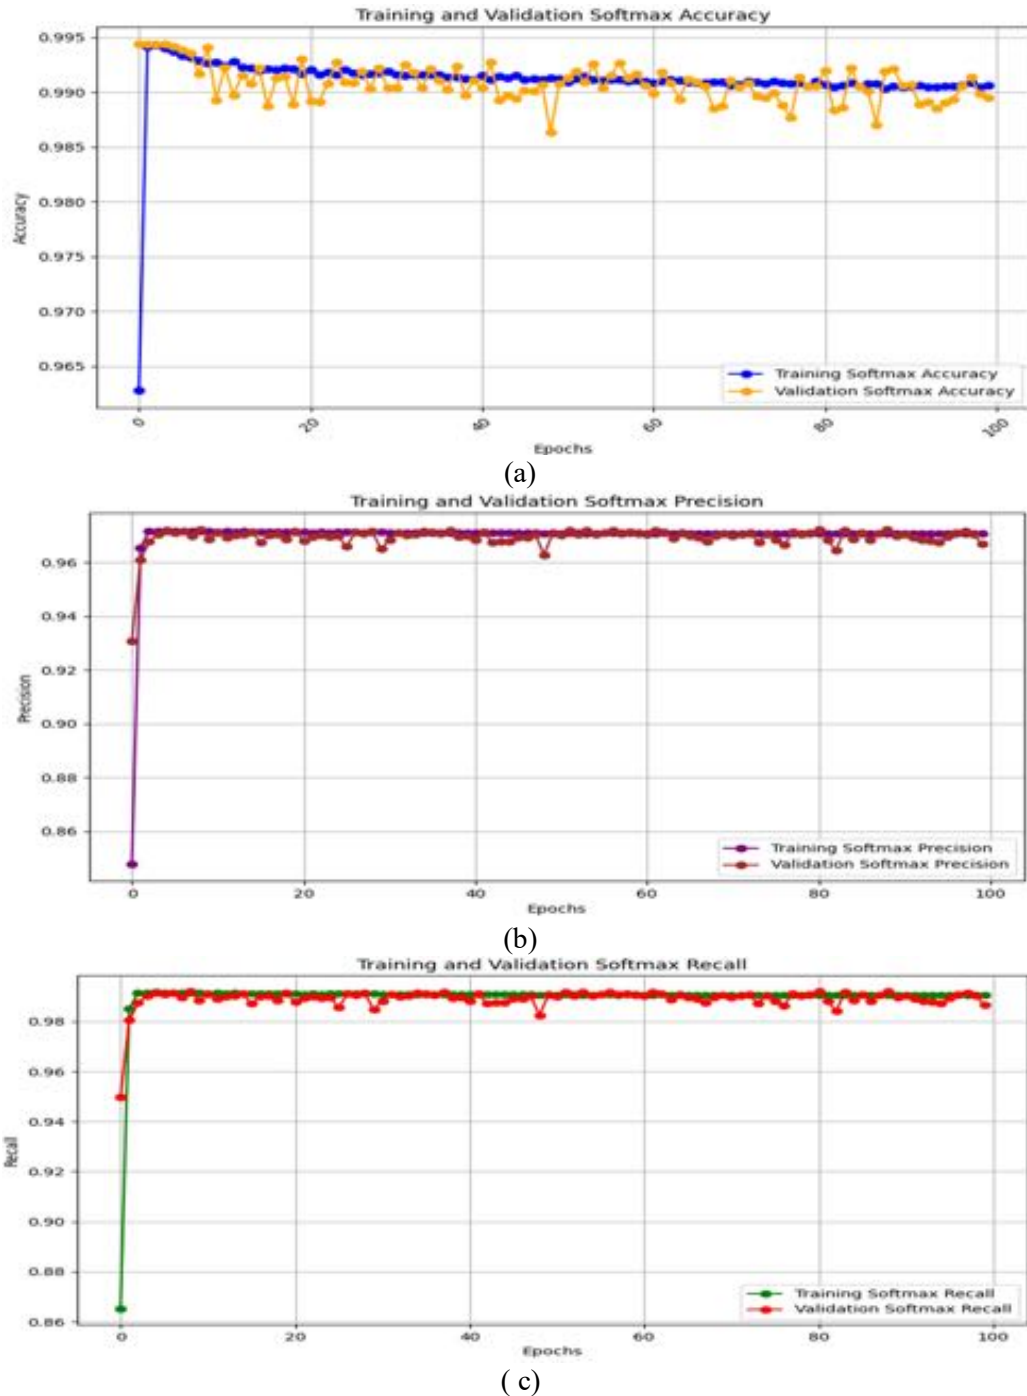 Training and Validation Softmax Accuracy
0.995
0.990
0.985
0.980
0.975
0.970
0.965
Accuracy
Training Softmax Accuracy
Validation Softmax Accuracy
0 20 40 60 80 100
Epochs
(a)
Training and Validation Softmax Precision
0.96
0.94
0.92
0.90
0.88
0.86
Precision
Training Softmax Precision
Validation Softmax Precision
0 20 40 60 80 100
Epochs
(b)
Training and Validation Softmax Recall
0.98
0.96
0.94
0.92
0.90
0.88
0.86
Recall
Training Softmax Recall
Validation Softmax Recall
0 20 40 60 80 100
Epochs
( c)